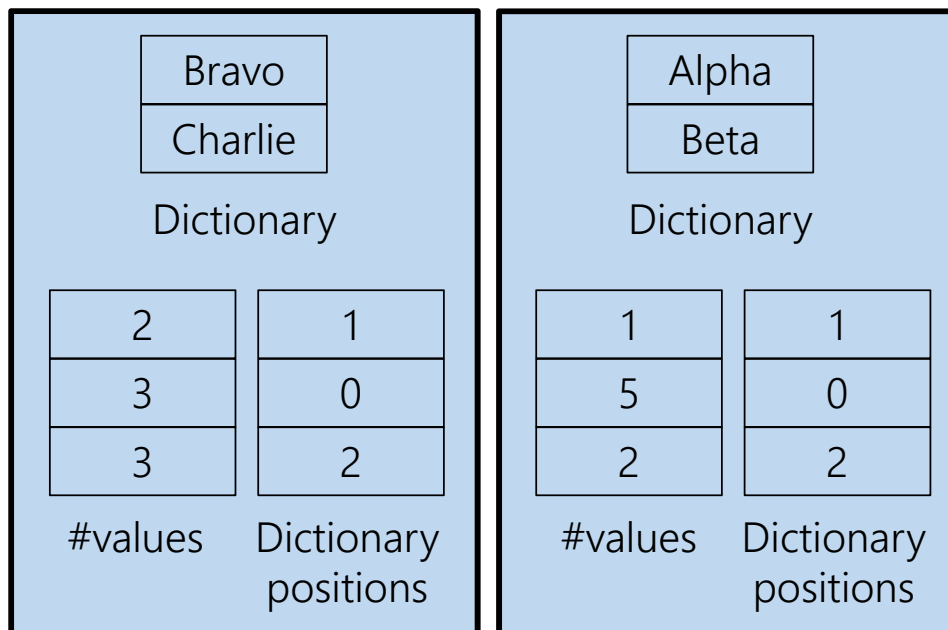 Bravo
Charlie
Dictionary
2 1
3 0
3 2
#values Dictionary
positions
Alpha
Beta
Dictionary
1 1
5 0
2 2
#values Dictionary
positions